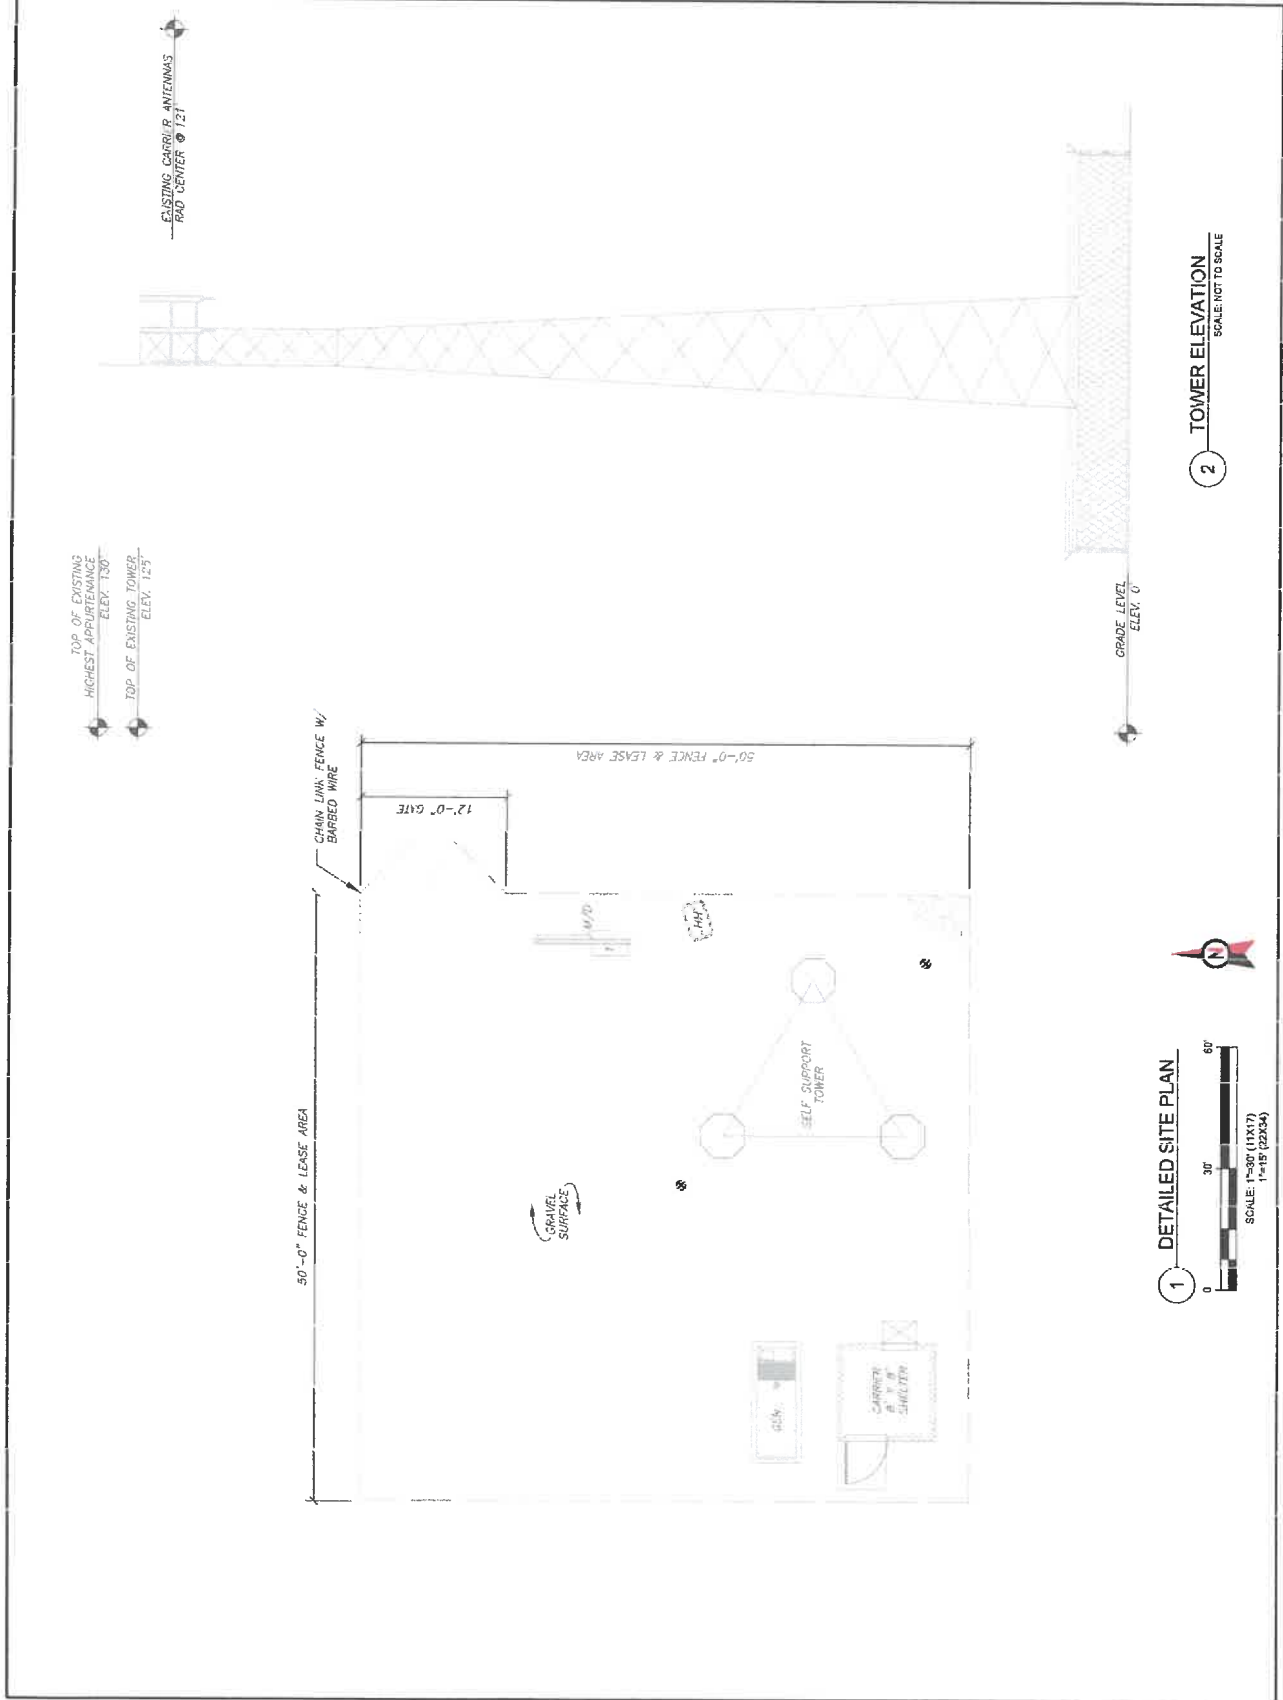 TOP OF EXISTING
HIGHEST APPURTENANCE
ELEV. 130'
TOP OF EXISTING TOWER
ELEV. 125'
EXISTING CARRIER ANTENNAS
RAD CENTER @ 121'
GRADE LEVEL
ELEV. 0'
2
TOWER ELEVATION
SCALE: NOT TO SCALE
50'-0" FENCE & LEASE AREA
CHAIN LINK FENCE W/
BARBED WIRE
12'-0" GATE
50'-0" FENCE & LEASE AREA
GRAVEL
SURFACE
HH
SELF SUPPORT
TOWER
GEN.
CARRIER
8' X 8'
SHELTER
1
DETAILED SITE PLAN
0 30' 60'
SCALE: 1"=30' (11X17)
1"=15' (22X34)
N